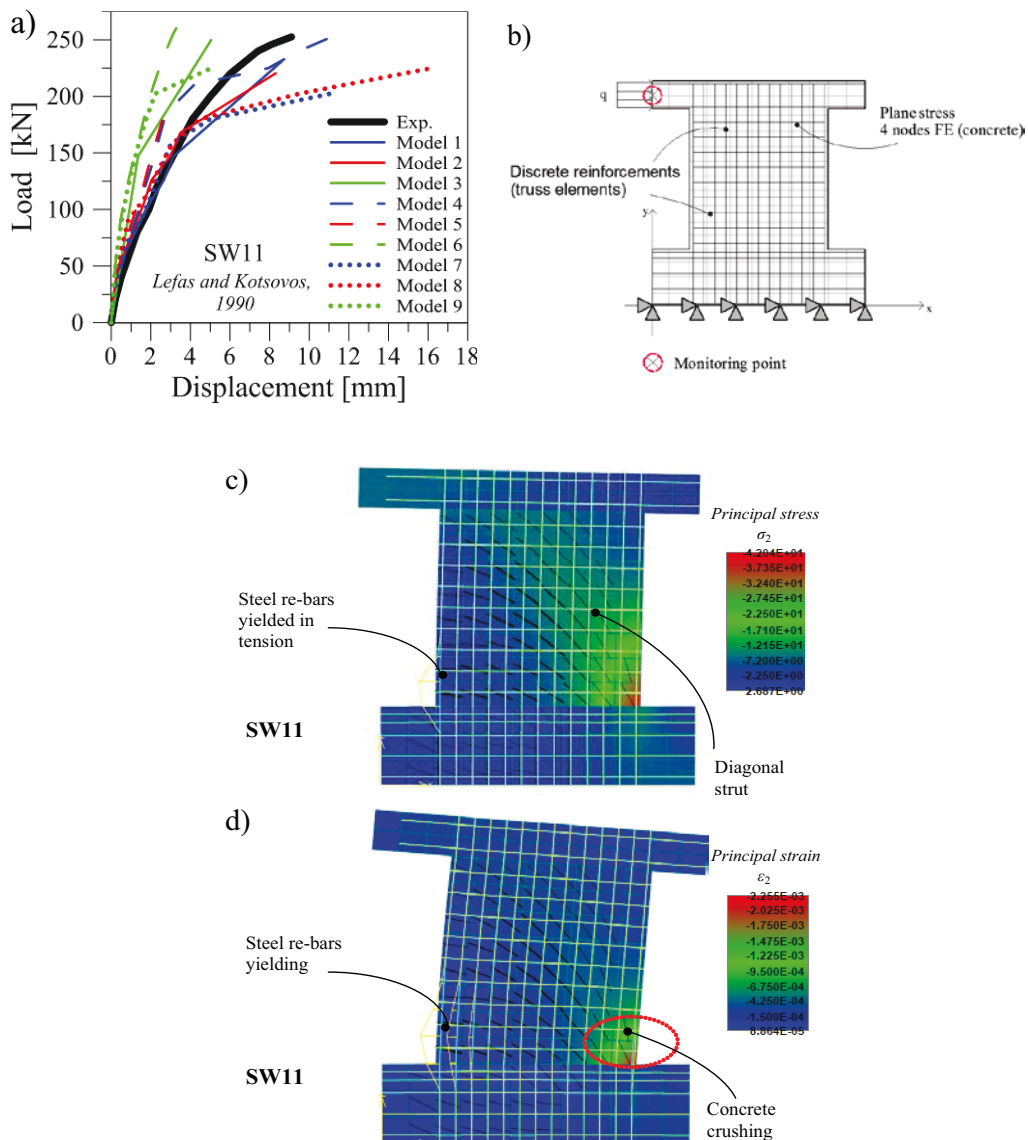 a)
Load [kN]
250
200
150
100
50
0
0 2 4 6 8 10 12 14 16 18
Displacement [mm]
SW11
Lefas and Kotsovos,
1990
Exp.
Model 1
Model 2
Model 3
Model 4
Model 5
Model 6
Model 7
Model 8
Model 9
b)
q
Plane stress
4 nodes FE (concrete)
Discrete reinforcements
(truss elements)
y
x
Monitoring point
c)
Principal stress
σ2
-4.204E+01
-3.735E+01
-3.240E+01
-2.745E+01
-2.250E+01
-1.710E+01
-1.215E+01
-7.200E+00
-2.250E+00
2.687E+00
Steel re-bars
yielded in
tension
SW11
Diagonal
strut
d)
Principal strain
ε2
-2.255E-03
-2.025E-03
-1.750E-03
-1.475E-03
-1.225E-03
-9.500E-04
-6.750E-04
-4.250E-04
-1.500E-04
8.864E-05
Steel re-bars
yielding
SW11
Concrete
crushing